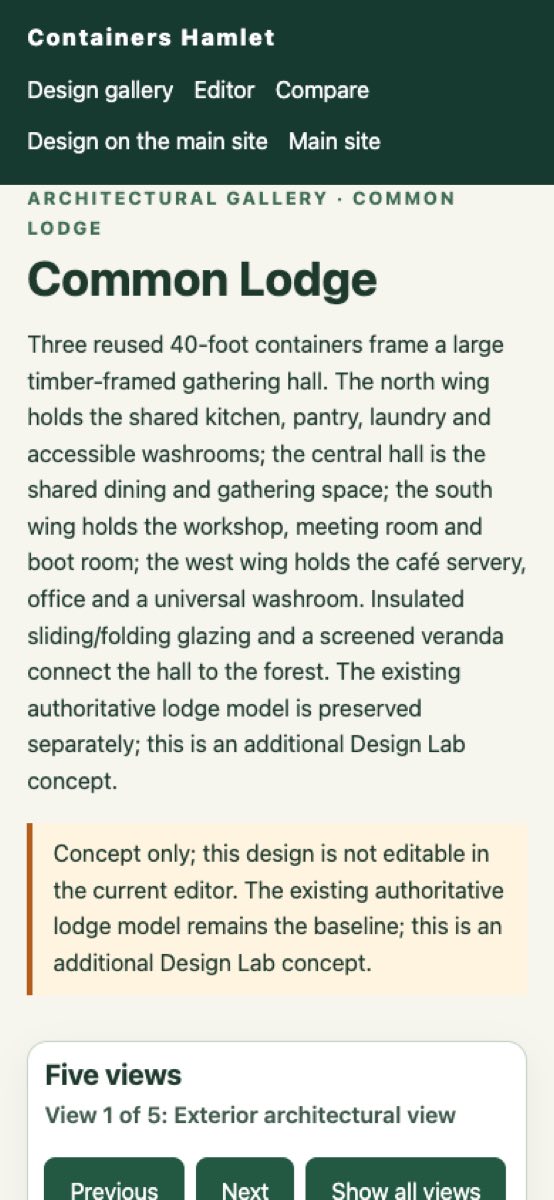 Containers Hamlet
Design gallery Editor Compare
Design on the main site Main site
ARCHITECTURAL GALLERY · COMMON
LODGE
Common Lodge
Three reused 40-foot containers frame a large
timber-framed gathering hall. The north wing
holds the shared kitchen, pantry, laundry and
accessible washrooms; the central hall is the
shared dining and gathering space; the south
wing holds the workshop, meeting room and
boot room; the west wing holds the café servery,
office and a universal washroom. Insulated
sliding/folding glazing and a screened veranda
connect the hall to the forest. The existing
authoritative lodge model is preserved
separately; this is an additional Design Lab
concept.
Concept only; this design is not editable in
the current editor. The existing authoritative
lodge model remains the baseline; this is an
additional Design Lab concept.
Five views
View 1 of 5: Exterior architectural view
Previous Next Show all views